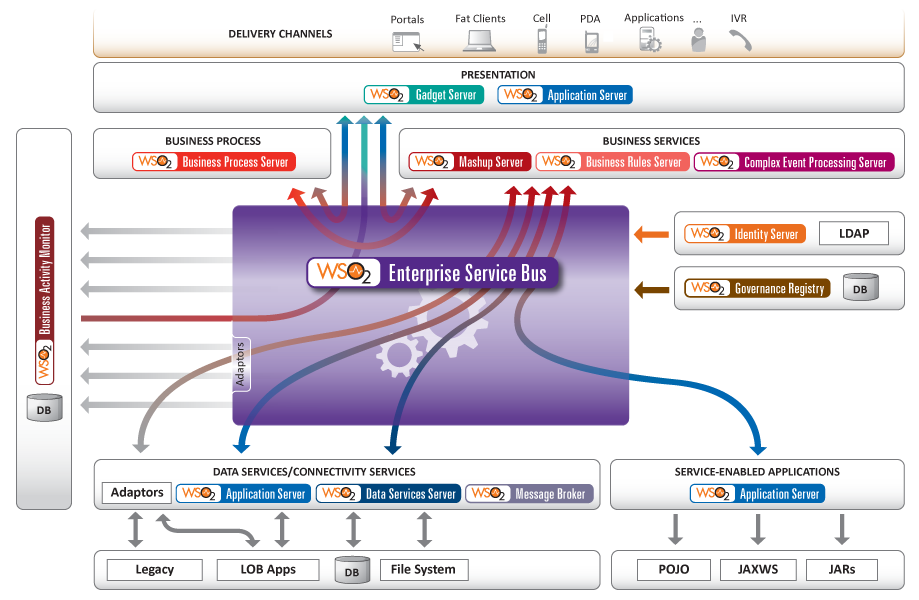 DELIVERY CHANNELS
Portals
Fat Clients
Cell
PDA
Applications
...
IVR
PRESENTATION
WSO2 Gadget Server
WSO2 Application Server
BUSINESS PROCESS
WSO2 Business Process Server
BUSINESS SERVICES
WSO2 Mashup Server
WSO2 Business Rules Server
WSO2 Complex Event Processing Server
WSO2 Business Activity Monitor
DB
WSO2 Enterprise Service Bus
Adaptors
WSO2 Identity Server
LDAP
WSO2 Governance Registry
DB
DATA SERVICES/CONNECTIVITY SERVICES
Adaptors
WSO2 Application Server
WSO2 Data Services Server
WSO2 Message Broker
SERVICE-ENABLED APPLICATIONS
WSO2 Application Server
Legacy
LOB Apps
DB
File System
POJO
JAXWS
JARs